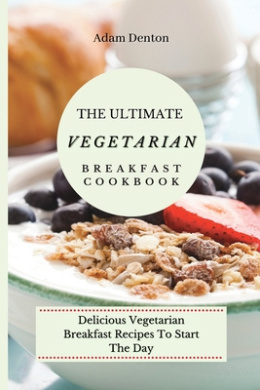 Adam Denton
THE ULTIMATE
VEGETARIAN
BREAKFAST
COOKBOOK
Delicious Vegetarian
Breakfast Recipes To Start
The Day